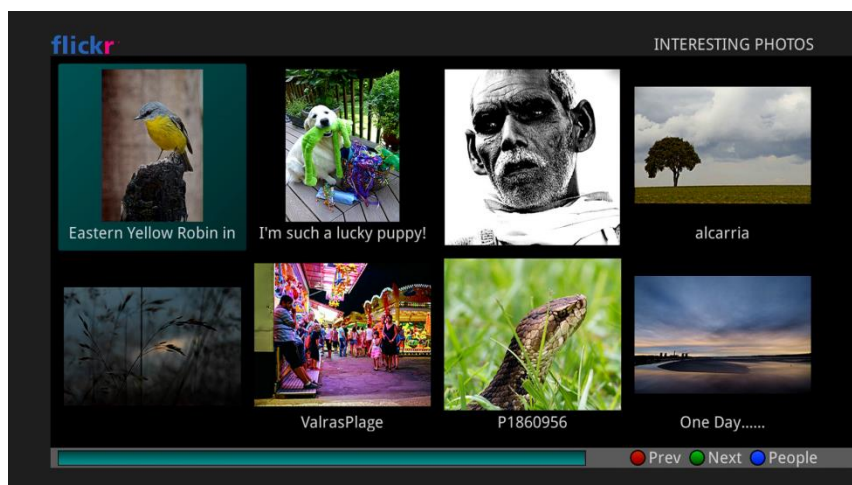 flickr
INTERESTING PHOTOS
Eastern Yellow Robin in
I'm such a lucky puppy!
alcarria
ValrasPlage
P1860956
One Day......
Prev Next People